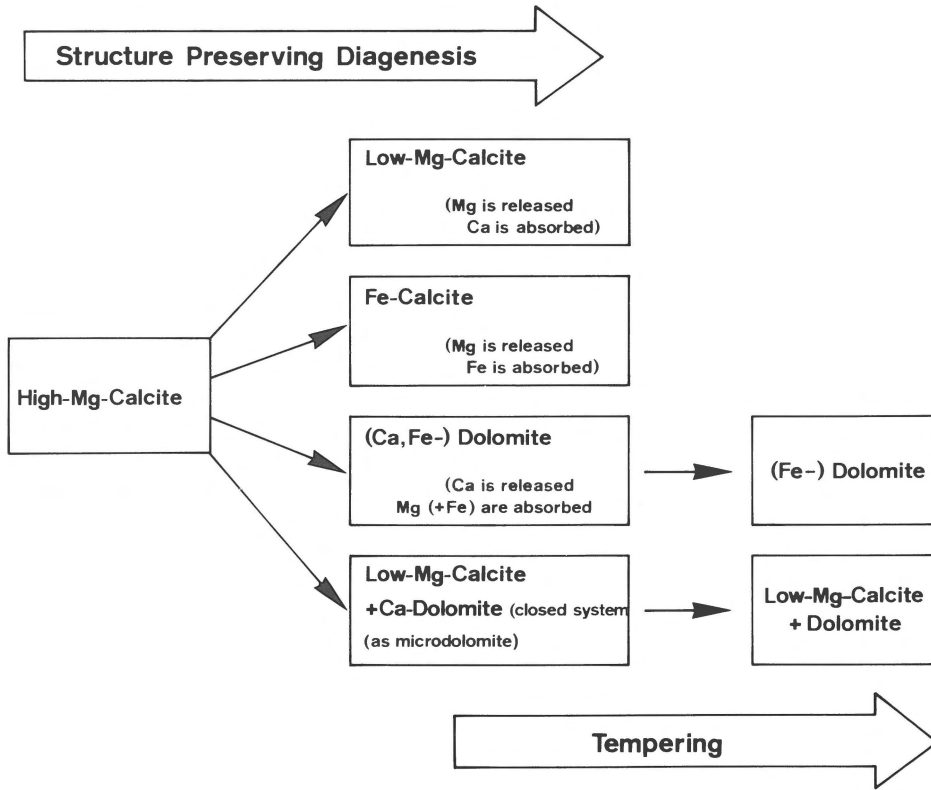 Structure Preserving Diagenesis
Low-Mg-Calcite
(Mg is released
Ca is absorbed)
Fe-Calcite
(Mg is released
Fe is absorbed)
High-Mg-Calcite
(Ca,Fe-) Dolomite
(Ca is released
Mg (+Fe) are absorbed
(Fe-) Dolomite
Low-Mg-Calcite
+Ca-Dolomite (closed system
(as microdolomite)
Low-Mg-Calcite
+ Dolomite
Tempering